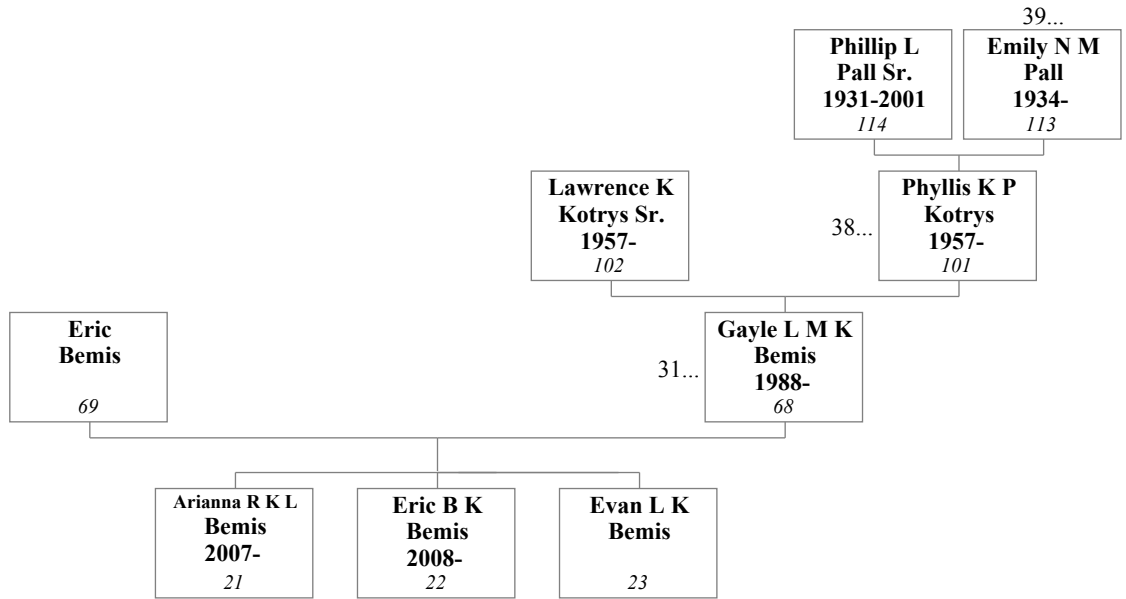 39...
Phillip L
Pall Sr.
1931-2001
114
Emily N M
Pall
1934-
113
Lawrence K
Kotrys Sr.
1957-
102
38...
Phyllis K P
Kotrys
1957-
101
Eric
Bemis
69
31...
Gayle L M K
Bemis
1988-
68
Arianna R K L
Bemis
2007-
21
Eric B K
Bemis
2008-
22
Evan L K
Bemis
23